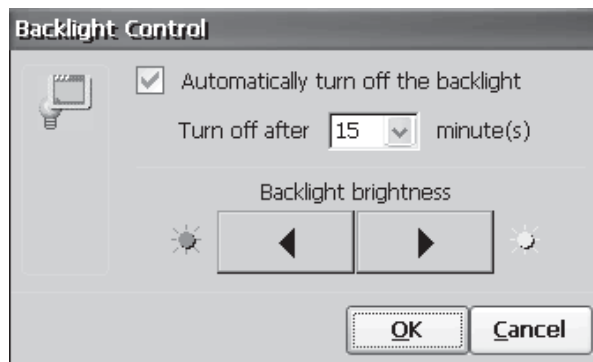 Backlight Control
Automatically turn off the backlight
Turn off after 15 minute(s)
Backlight brightness
OK Cancel